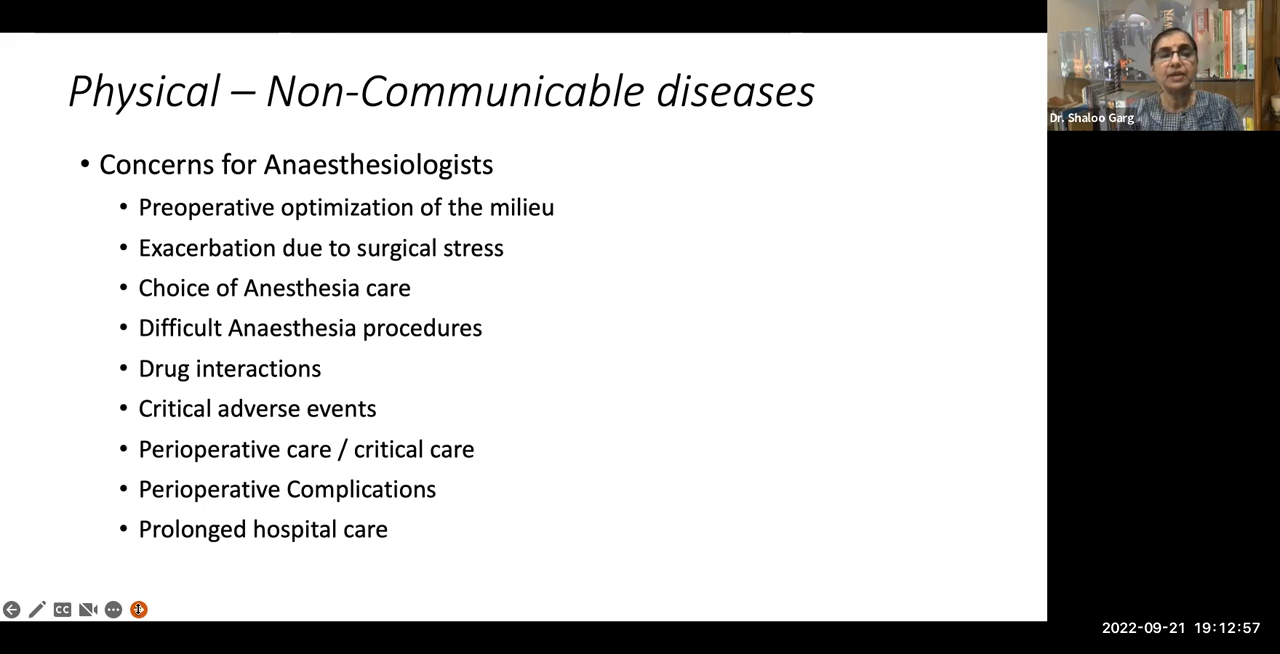 Physical – Non-Communicable diseases
• Concerns for Anaesthesiologists
• Preoperative optimization of the milieu
• Exacerbation due to surgical stress
• Choice of Anesthesia care
• Difficult Anaesthesia procedures
• Drug interactions
• Critical adverse events
• Perioperative care / critical care
• Perioperative Complications
• Prolonged hospital care
Dr. Shaloo Garg
CC
2022-09-21 19:12:57